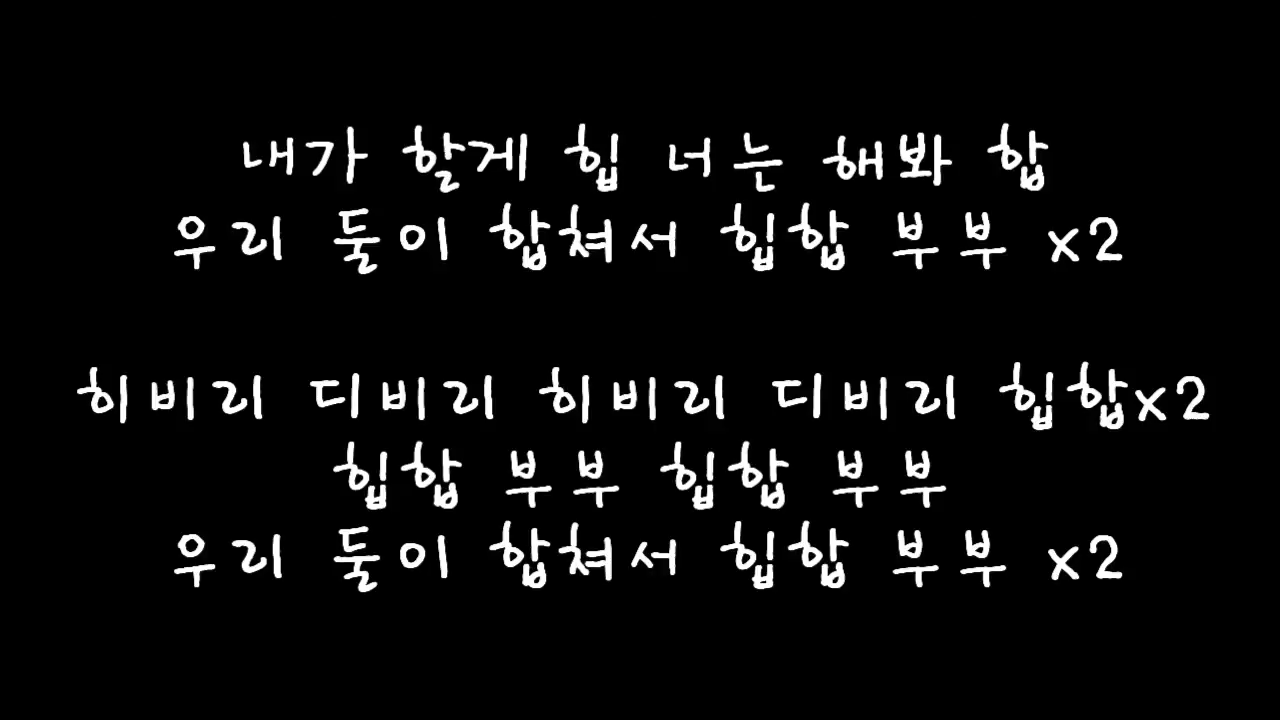 내가 할게 힙 너는 해봐 합
우리 둘이 합쳐서 힙합 부부 x2
히비리 디비리 히비리 디비리 힙합x2
힙합 부부 힙합 부부
우리 둘이 합쳐서 힙합 부부 x2